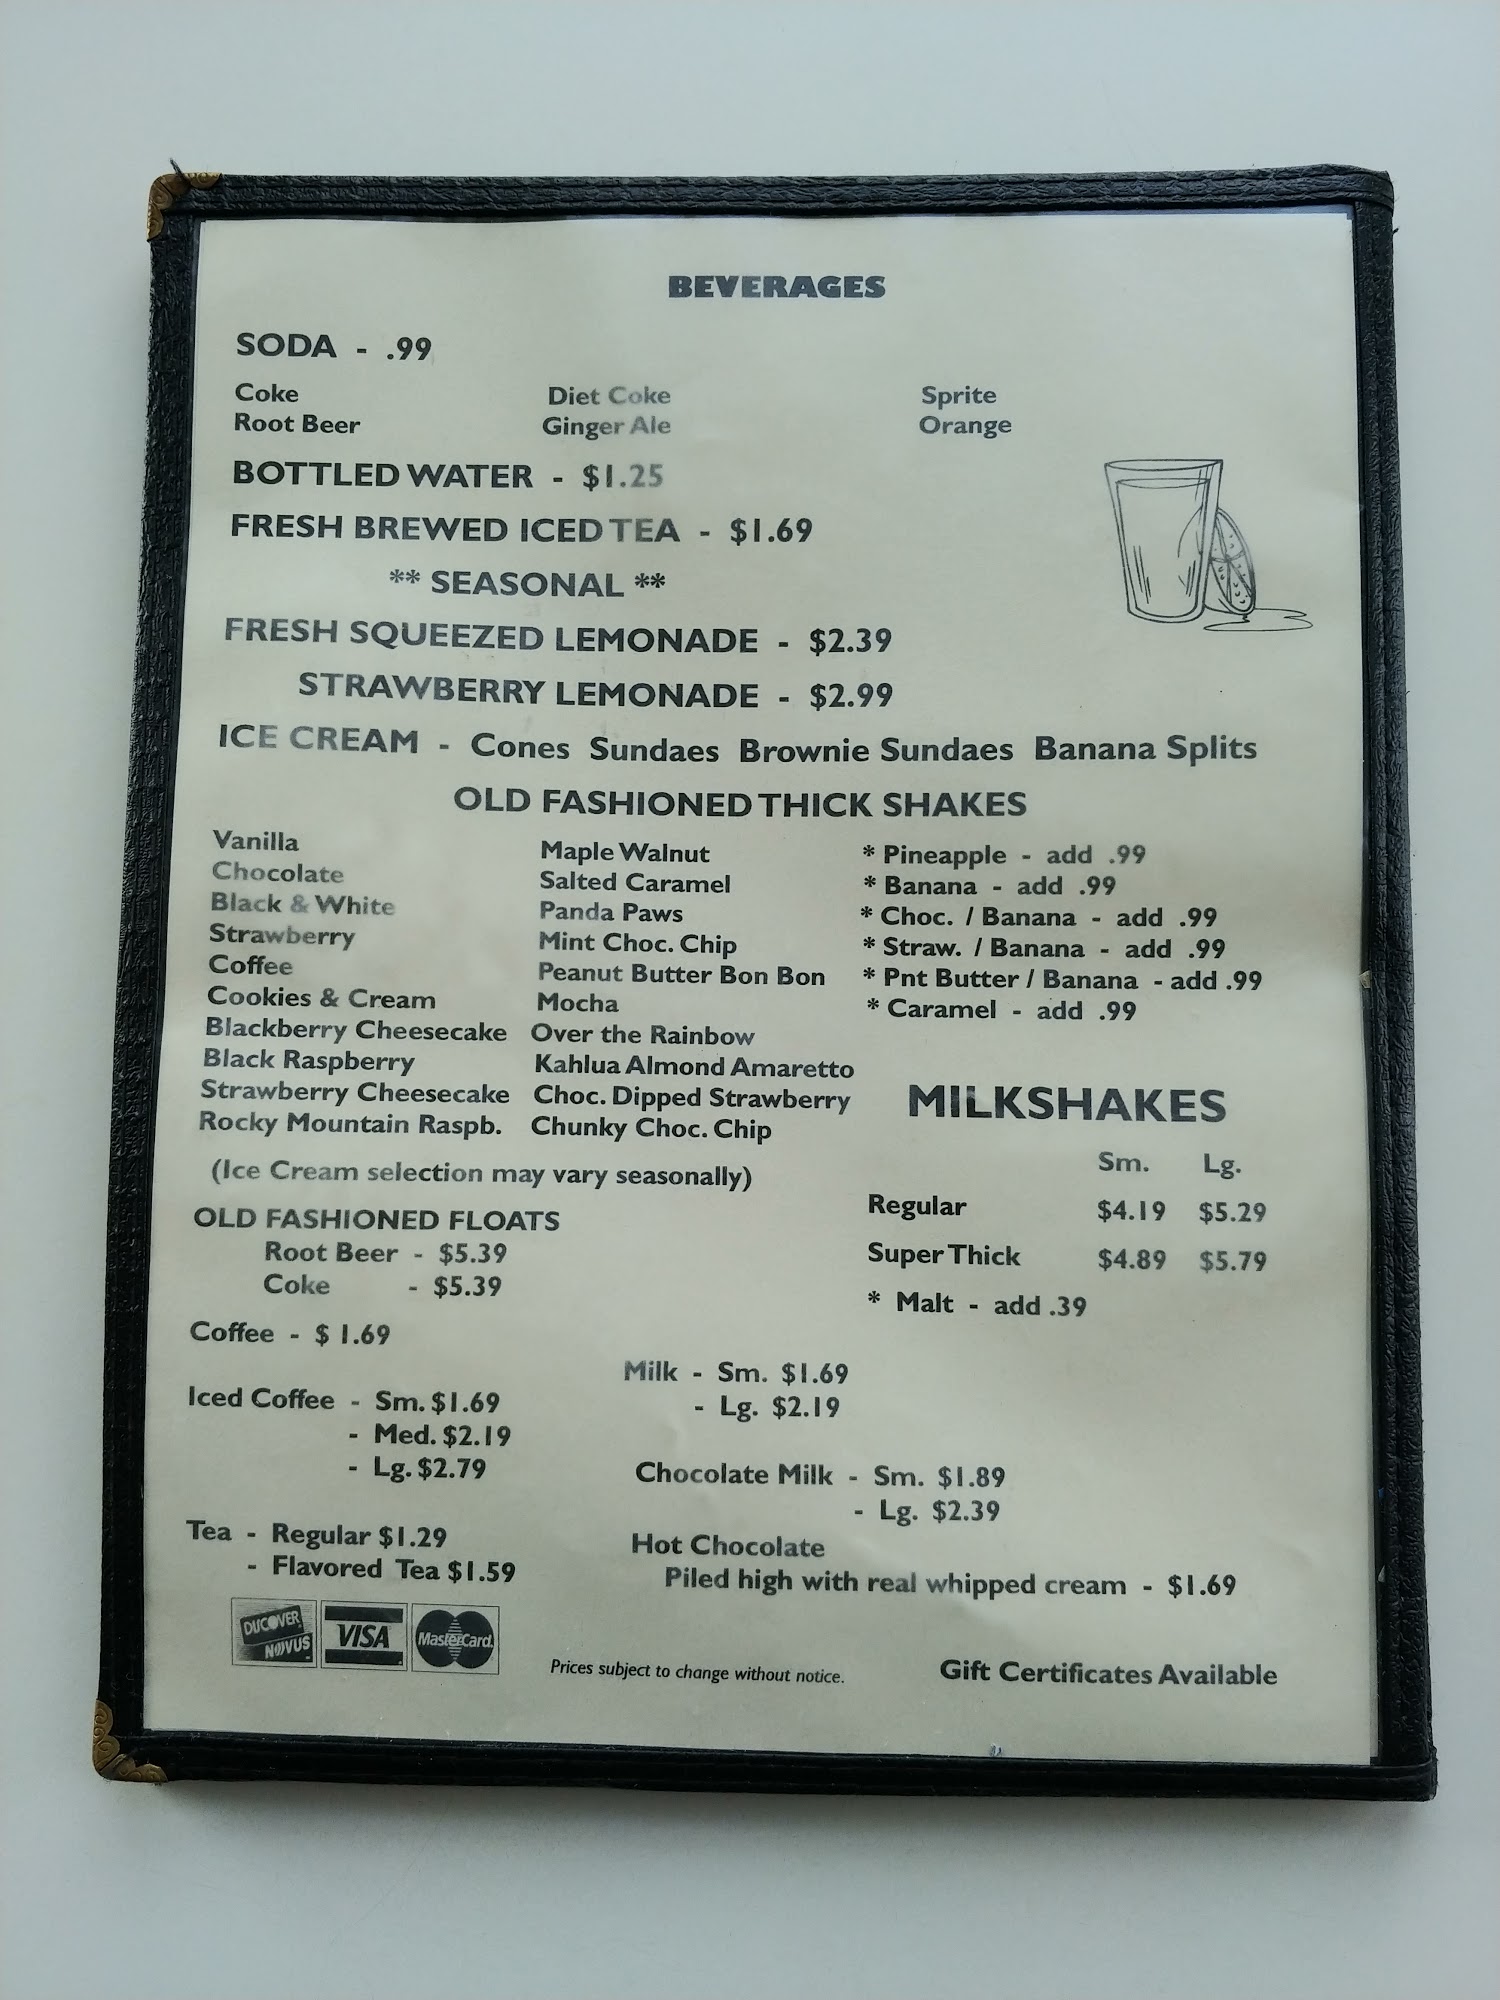 BEVERAGES
SODA - .99
Coke Diet Coke Sprite
Root Beer Ginger Ale Orange
BOTTLED WATER - $1.25
FRESH BREWED ICED TEA - $1.69
** SEASONAL **
FRESH SQUEEZED LEMONADE - $2.39
STRAWBERRY LEMONADE - $2.99
ICE CREAM - Cones Sundaes Brownie Sundaes Banana Splits
OLD FASHIONED THICK SHAKES
Vanilla
Chocolate
Black & White
Strawberry
Coffee
Cookies & Cream
Blackberry Cheesecake
Black Raspberry
Strawberry Cheesecake
Rocky Mountain Raspb.
Maple Walnut
Salted Caramel
Panda Paws
Mint Choc. Chip
Peanut Butter Bon Bon
Mocha
Over the Rainbow
Kahlua Almond Amaretto
Choc. Dipped Strawberry
Chunky Choc. Chip
* Pineapple - add .99
* Banana - add .99
* Choc. / Banana - add .99
* Straw. / Banana - add .99
* Pnt Butter / Banana - add .99
* Caramel - add .99
(Ice Cream selection may vary seasonally)
MILKSHAKES
Sm. Lg.
Regular $4.19 $5.29
Super Thick $4.89 $5.79
* Malt - add .39
OLD FASHIONED FLOATS
Root Beer - $5.39
Coke - $5.39
Coffee - $ 1.69
Iced Coffee - Sm. $1.69
- Med. $2.19
- Lg. $2.79
Tea - Regular $1.29
- Flavored Tea $1.59
Milk - Sm. $1.69
- Lg. $2.19
Chocolate Milk - Sm. $1.89
- Lg. $2.39
Hot Chocolate
Piled high with real whipped cream - $1.69
DISCOVER
NOVUS
VISA
MasterCard.
Prices subject to change without notice.
Gift Certificates Available